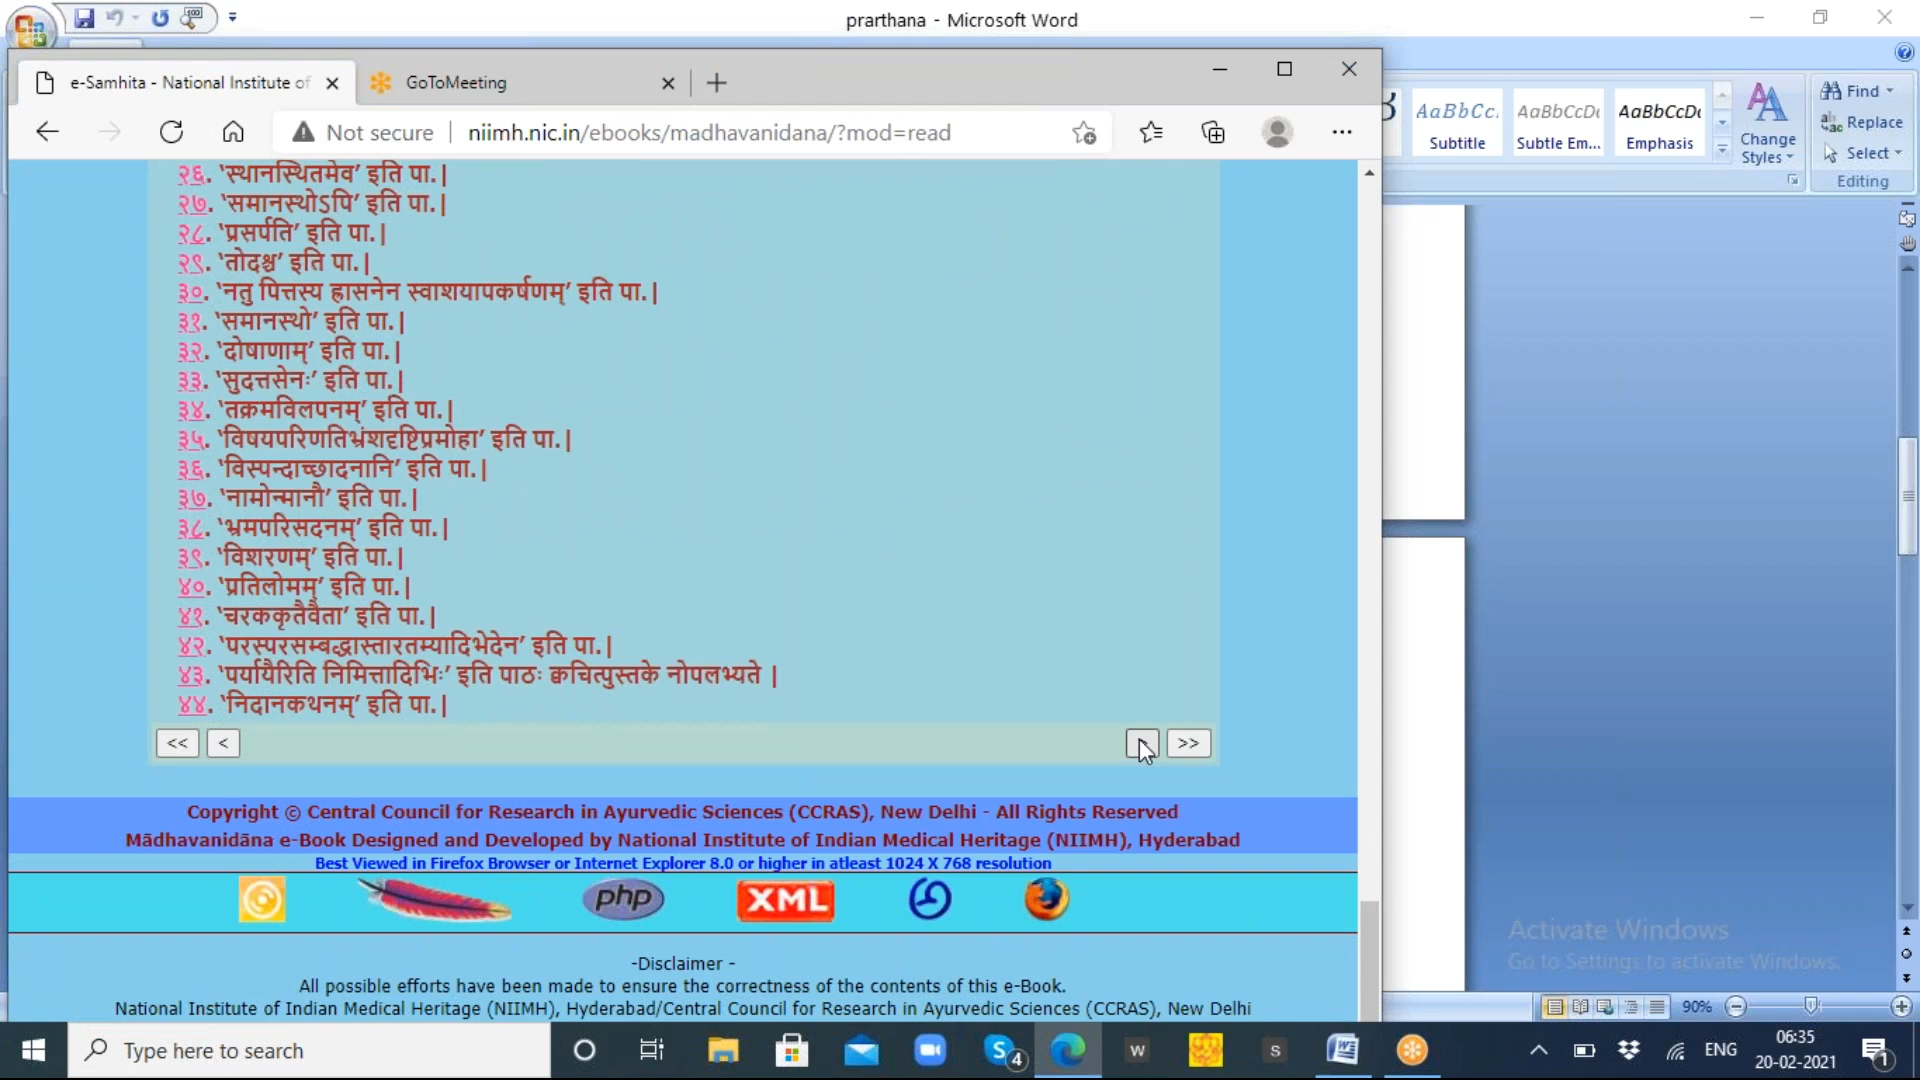 prarthana - Microsoft Word
e-Samhita - National Institute of
GoToMeeting
Not secure
niimh.nic.in/ebooks/madhavanidana/?mod=read
AaBbCc.
AaBbCcDc
AaBbCcDc
Subtitle
Subtle Em...
Emphasis
Change
Styles
Find
Replace
Select
Editing
२६. ‘स्थानस्थितमेव’ इति पा.|
२७. ‘समानस्थोऽपि’ इति पा.|
२८. ‘प्रसर्पति’ इति पा.|
२९. ‘तोदश्च’ इति पा.|
३०. ‘नतु पित्तस्य ह्रासनेन स्वाशयापकर्षणम्’ इति पा.|
३१. ‘समानस्थो’ इति पा.|
३२. ‘दोषाणाम्’ इति पा.|
३३. ‘सुदत्तसेनः’ इति पा.|
३४. ‘तक्रमविलपनम्’ इति पा.|
३५. ‘विषयपरिणतिभ्रंशदृष्टिप्रमोहा’ इति पा.|
३६. ‘विस्पन्दाच्छादनानि’ इति पा.|
३७. ‘नामोन्मानौ’ इति पा.|
३८. ‘भ्रमपरिसदनम्’ इति पा.|
३९. ‘विशरणम्’ इति पा.|
४०. ‘प्रतिलोमम्’ इति पा.|
४१. ‘चरककृतैवैता’ इति पा.|
४२. ‘परस्परसम्बद्धास्तारतम्यादिभेदेन’ इति पा.|
४३. ‘पर्यायैरिति निमित्तादिभिः’ इति पाठः क्वचित्पुस्तके नोपलभ्यते |
४४. ‘निदानकथनम्’ इति पा.|
<< < >>
Copyright © Central Council for Research in Ayurvedic Sciences (CCRAS), New Delhi - All Rights Reserved
Mādhavanidāna e-Book Designed and Developed by National Institute of Indian Medical Heritage (NIIMH), Hyderabad
Best Viewed in Firefox Browser or Internet Explorer 8.0 or higher in atleast 1024 X 768 resolution
php
XML
-Disclaimer -
All possible efforts have been made to ensure the correctness of the contents of this e-Book.
National Institute of Indian Medical Heritage (NIIMH), Hyderabad/Central Council for Research in Ayurvedic Sciences (CCRAS), New Delhi
Activate Windows
Go to Settings to activate Windows.
90%
Type here to search
4
W
S
ENG
06:35
20-02-2021
1